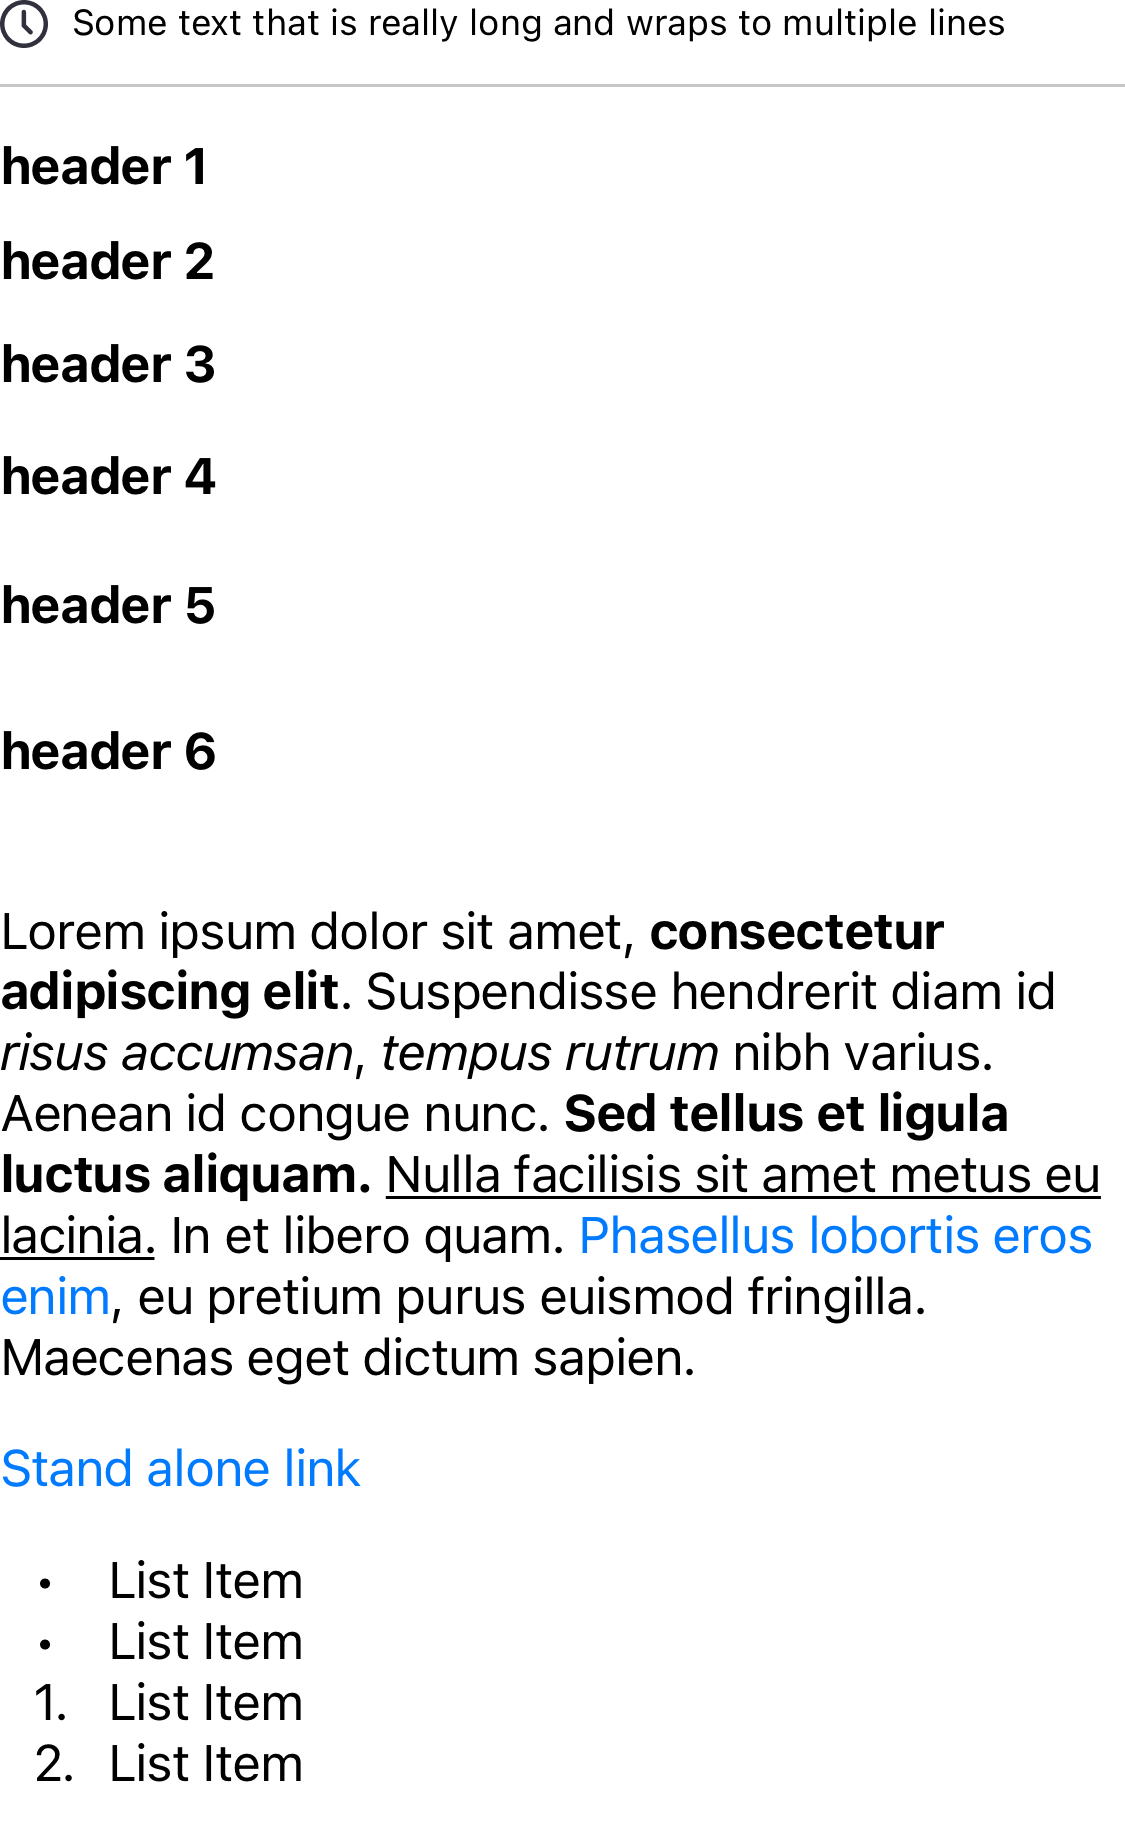 Some text that is really long and wraps to multiple lines
header 1
header 2
header 3
header 4
header 5
header 6
Lorem ipsum dolor sit amet, consectetur
adipiscing elit. Suspendisse hendrerit diam id
risus accumsan, tempus rutrum nibh varius.
Aenean id congue nunc. Sed tellus et ligula
luctus aliquam. Nulla facilisis sit amet metus eu
lacinia. In et libero quam. Phasellus lobortis eros
enim, eu pretium purus euismod fringilla.
Maecenas eget dictum sapien.
Stand alone link
• List Item
• List Item
1. List Item
2. List Item